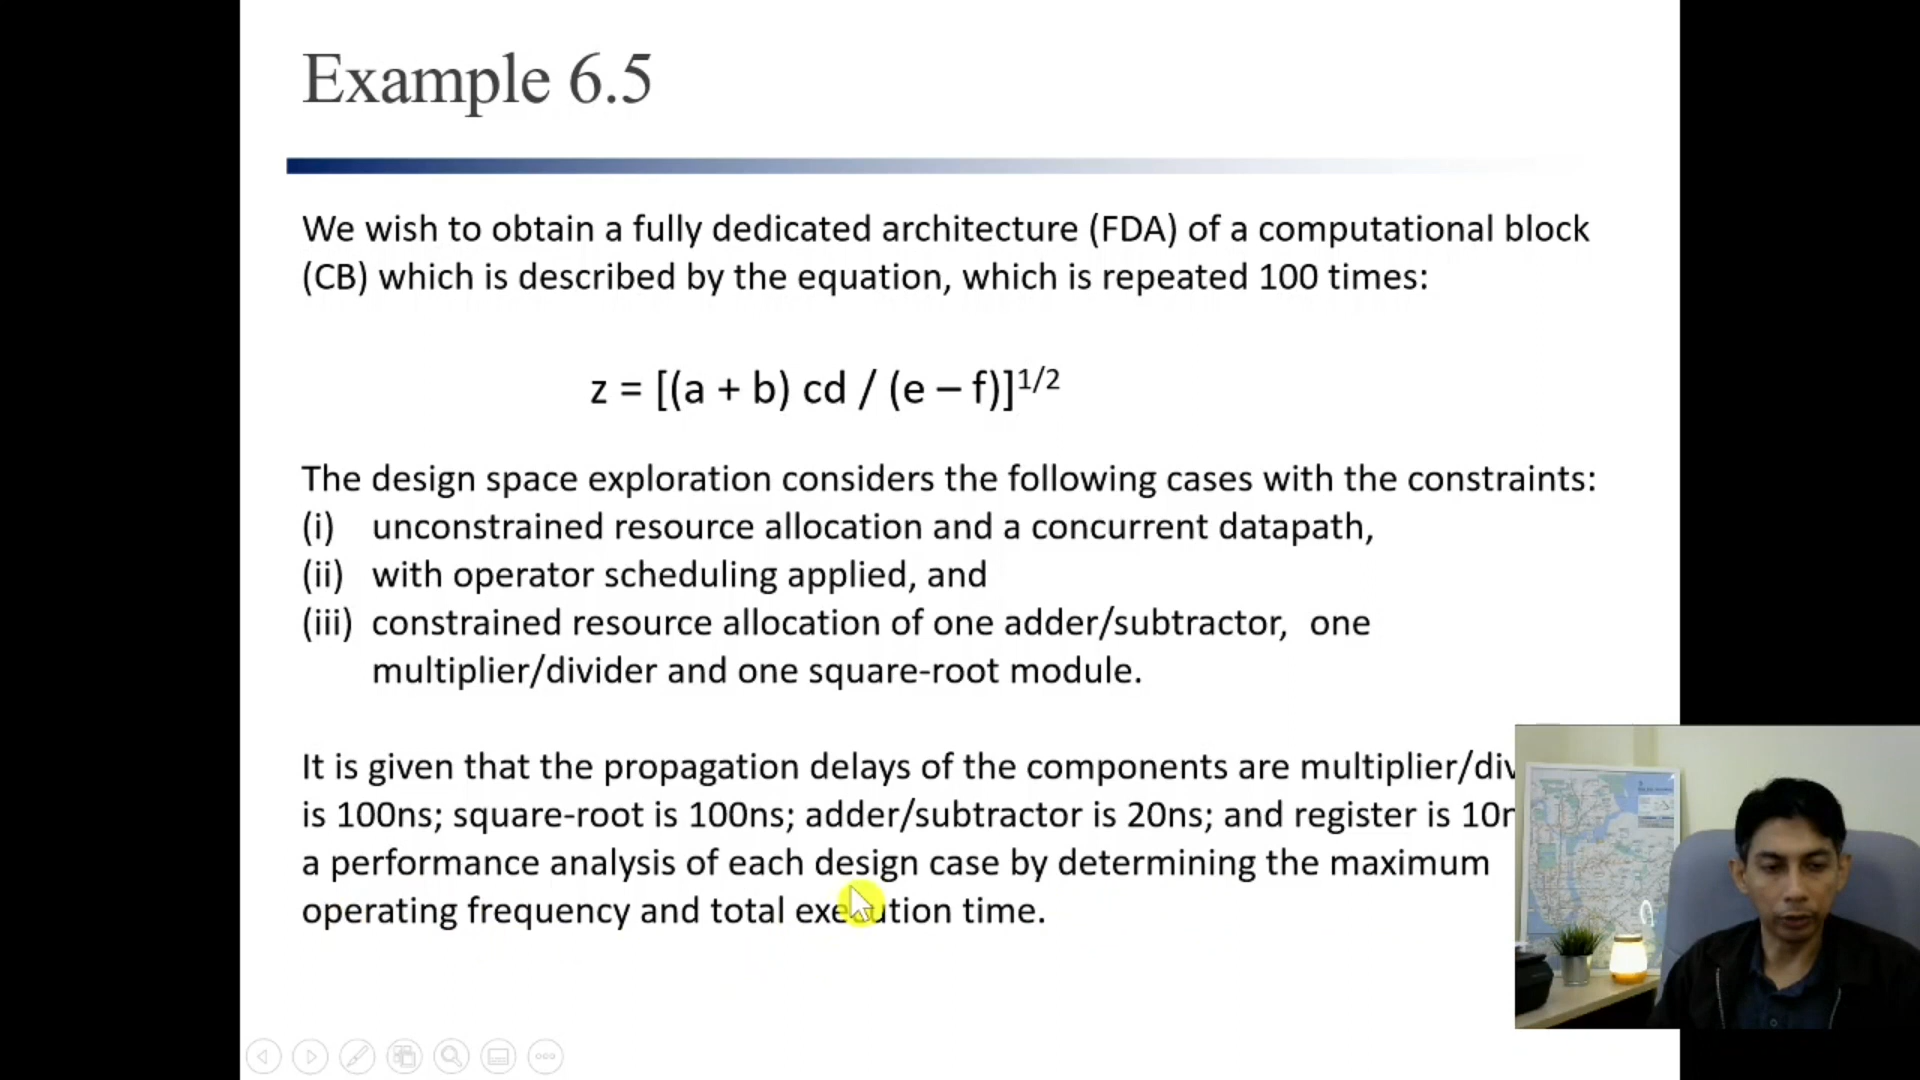 Example 6.5
We wish to obtain a fully dedicated architecture (FDA) of a computational block
(CB) which is described by the equation, which is repeated 100 times:
z = [(a + b) cd / (e – f)]^1/2
The design space exploration considers the following cases with the constraints:
(i) unconstrained resource allocation and a concurrent datapath,
(ii) with operator scheduling applied, and
(iii) constrained resource allocation of one adder/subtractor, one
multiplier/divider and one square-root module.
It is given that the propagation delays of the components are
is 100ns; square-root is 100ns; adder/subtractor is 20ns; and register is
a performance analysis of each design case by determining the maximum
operating frequency and total execution time.